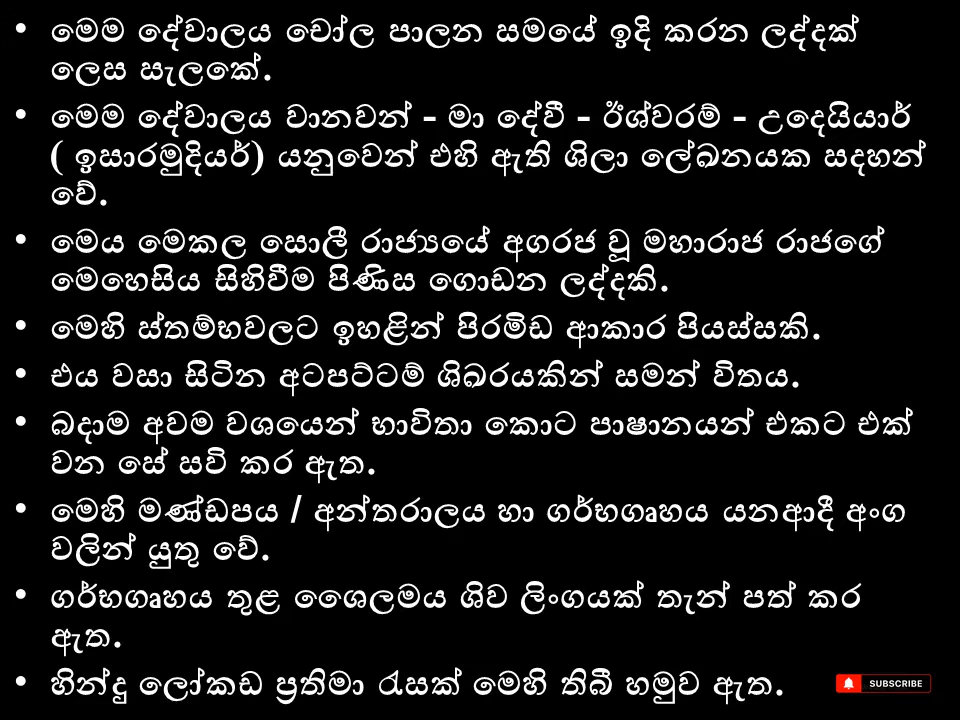 • මෙම දේවාලය චෝල පාලන සමයේ ඉදි කරන ලද්දක්
ලෙස සැලකේ.
• මෙම දේවාලය වානවන් - මා දේවී - ඊශ්වරම් - උදෙයියාර්
( ඉසාරමුදියර්) යනුවෙන් එහි ඇති ශිලා ලේඛනයක සදහන්
වේ.
• මෙය මෙකල සොලී රාජ්‍යයේ අගරජ වූ මහාරාජ රාජගේ
මෙහෙසිය සිහිවීම පිණිස ගොඩන ලද්දකි.
• මෙහි ස්තම්භවලට ඉහළින් පිරමිඩ ආකාර පියස්සකි.
• එය වසා සිටින අටපට්ටම් ශිඛරයකින් සමන් විතය.
• බදාම අවම වශයෙන් භාවිතා කොට පාෂානයන් එකට එක්
වන සේ සවි කර ඇත.
• මෙහි මණ්ඩපය / අන්තරාලය හා ගර්භගෘහය යනආදී අංග
වලින් යුතු වේ.
• ගර්භගෘහය තුළ ශෛලමය ශිව ලිංගයක් තැන් පත් කර
ඇත.
• හින්දු ලෝකඩ ප්‍රතිමා රැසක් මෙහි තිබී හමුව ඇත.
SUBSCRIBE